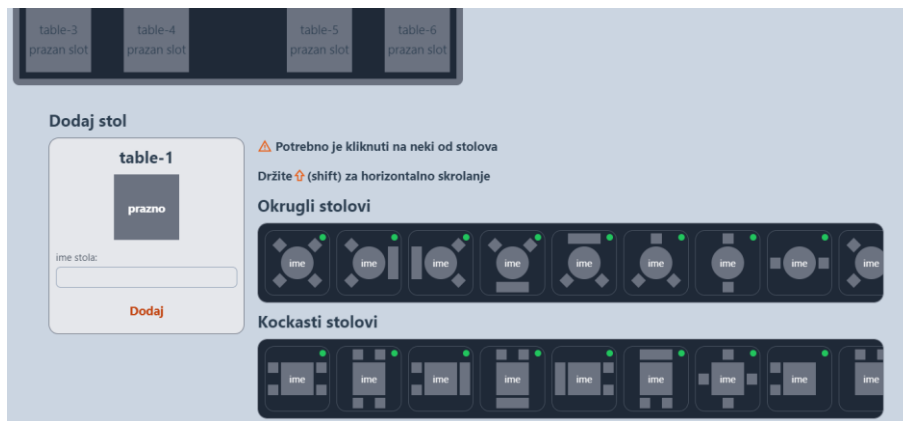 table-3 table-4 table-5 table-6
prazan slot prazan slot prazan slot prazan slot
Dodaj stol
table-1
prazno
ime stola:
Dodaj
Potrebno je kliknuti na neki od stolova
Držite (shift) za horizontalno skrolanje
Okrugli stolovi
ime ime ime ime ime ime ime ime ime
Kockasti stolovi
ime ime ime ime ime ime ime ime ime